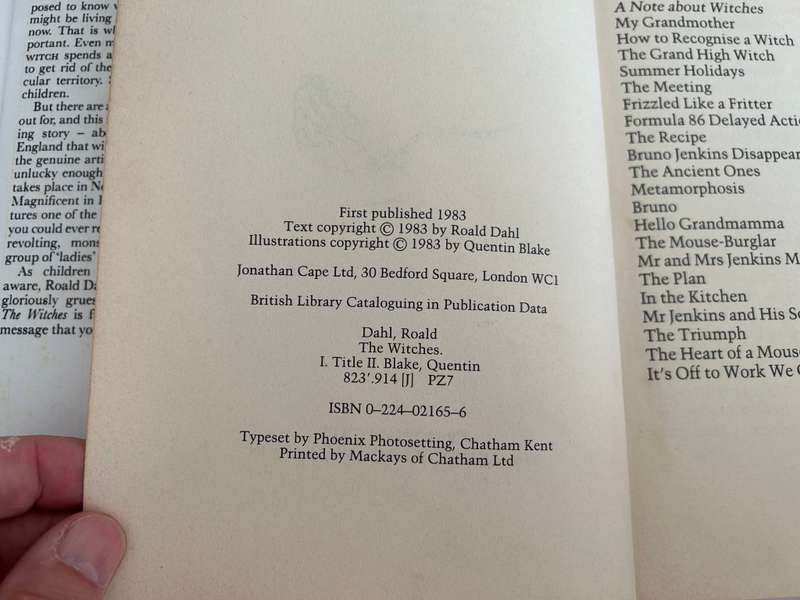 posed to know
might be living
now. That is
portant. Even
WITCH spends a
to get rid of the
cular territory.
children.
But there are
out for, and this
ing story – ab
England that wi
the genuine arti
unlucky enough
takes place in
Magnificent in
tures one of the
you could ever re
revolting, mons
group of 'ladies'
As children
aware, Roald Da
gloriously grues
The Witches is f
message that yo
First published 1983
Text copyright © 1983 by Roald Dahl
Illustrations copyright © 1983 by Quentin Blake
Jonathan Cape Ltd, 30 Bedford Square, London WC1
British Library Cataloguing in Publication Data
Dahl, Roald
The Witches.
I. Title II. Blake, Quentin
823'.914 [J] PZ7
ISBN 0–224–02165–6
Typeset by Phoenix Photosetting, Chatham Kent
Printed by Mackays of Chatham Ltd
A Note about Witches
My Grandmother
How to Recognise a Witch
The Grand High Witch
Summer Holidays
The Meeting
Frizzled Like a Fritter
Formula 86 Delayed Acti
The Recipe
Bruno Jenkins Disappear
The Ancient Ones
Metamorphosis
Bruno
Hello Grandmamma
The Mouse-Burglar
Mr and Mrs Jenkins M
The Plan
In the Kitchen
Mr Jenkins and His So
The Triumph
The Heart of a Mous
It's Off to Work We